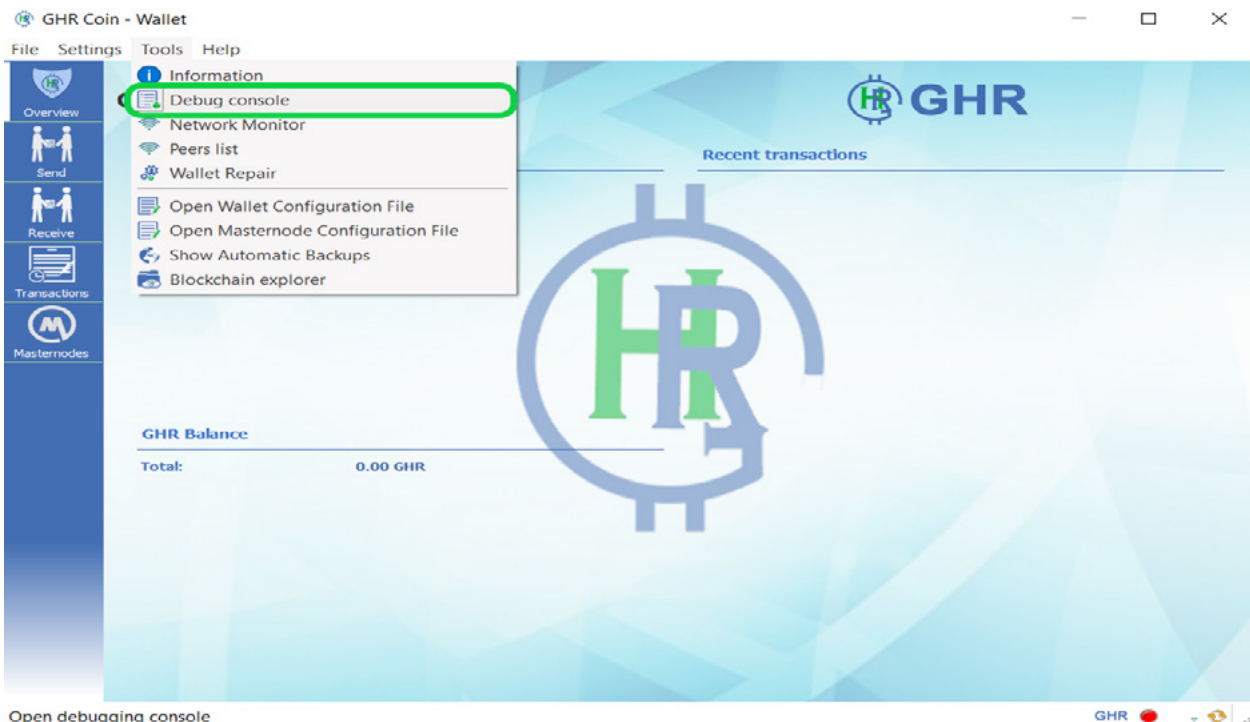 GHR Coin - Wallet
File Settings Tools Help
Information
Debug console
Network Monitor
Peers list
Wallet Repair
Open Wallet Configuration File
Open Masternode Configuration File
Show Automatic Backups
Blockchain explorer
Overview
Send
Receive
Transactions
Masternodes
GHR
Recent transactions
GHR Balance
Total: 0.00 GHR
Open debugging console
GHR